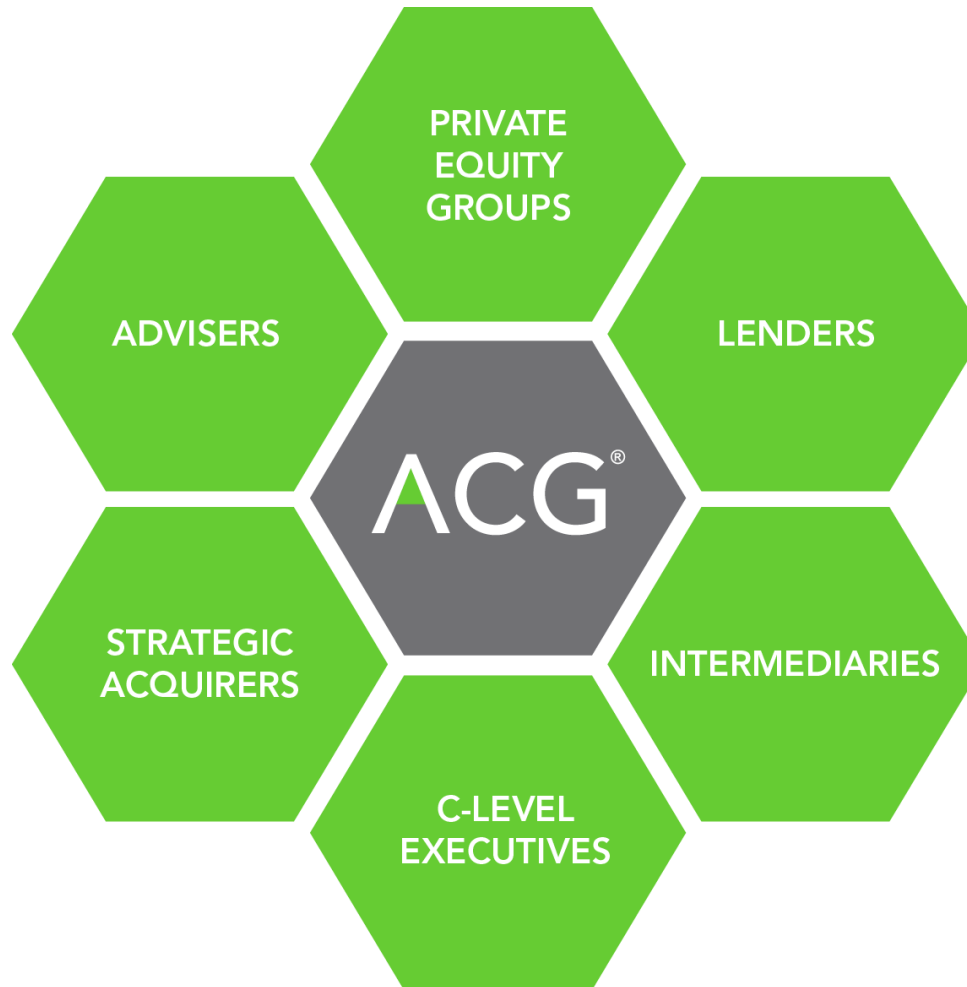 PRIVATE
EQUITY
GROUPS
ADVISERS
LENDERS
ACG®
STRATEGIC
ACQUIRERS
INTERMEDIARIES
C-LEVEL
EXECUTIVES